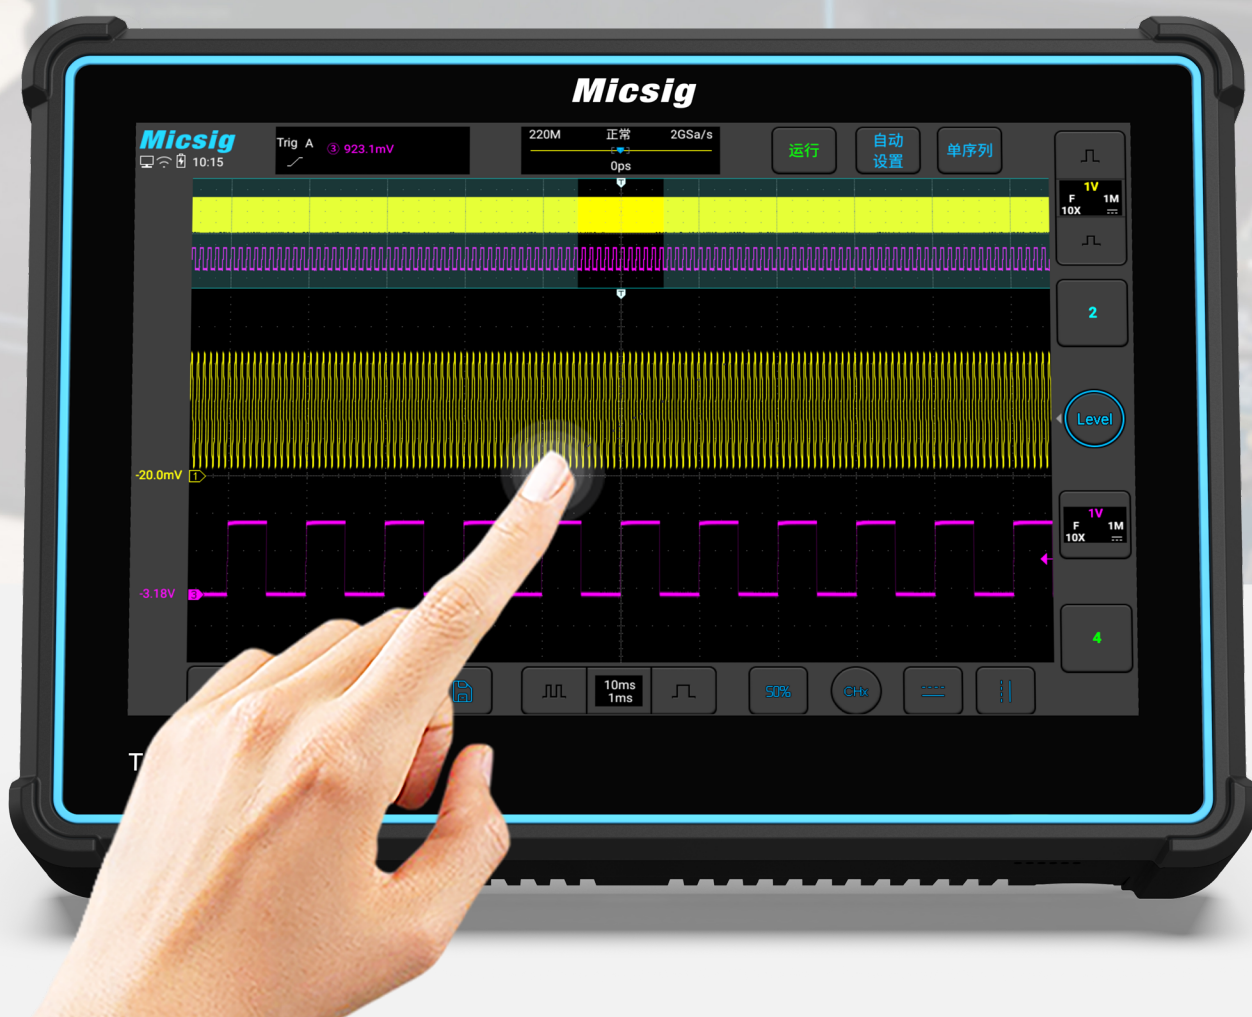 Micsig
Micsig
10:15
Trig A
③ 923.1mV
220M 正常 2GSa/s
T
0ps
运行
自动
设置
单序列
1V
F 1M
10X
2
T
Level
-20.0mV
1
1V
F 1M
10X
-3.18V
3
4
10ms
1ms
50%
CHx
T